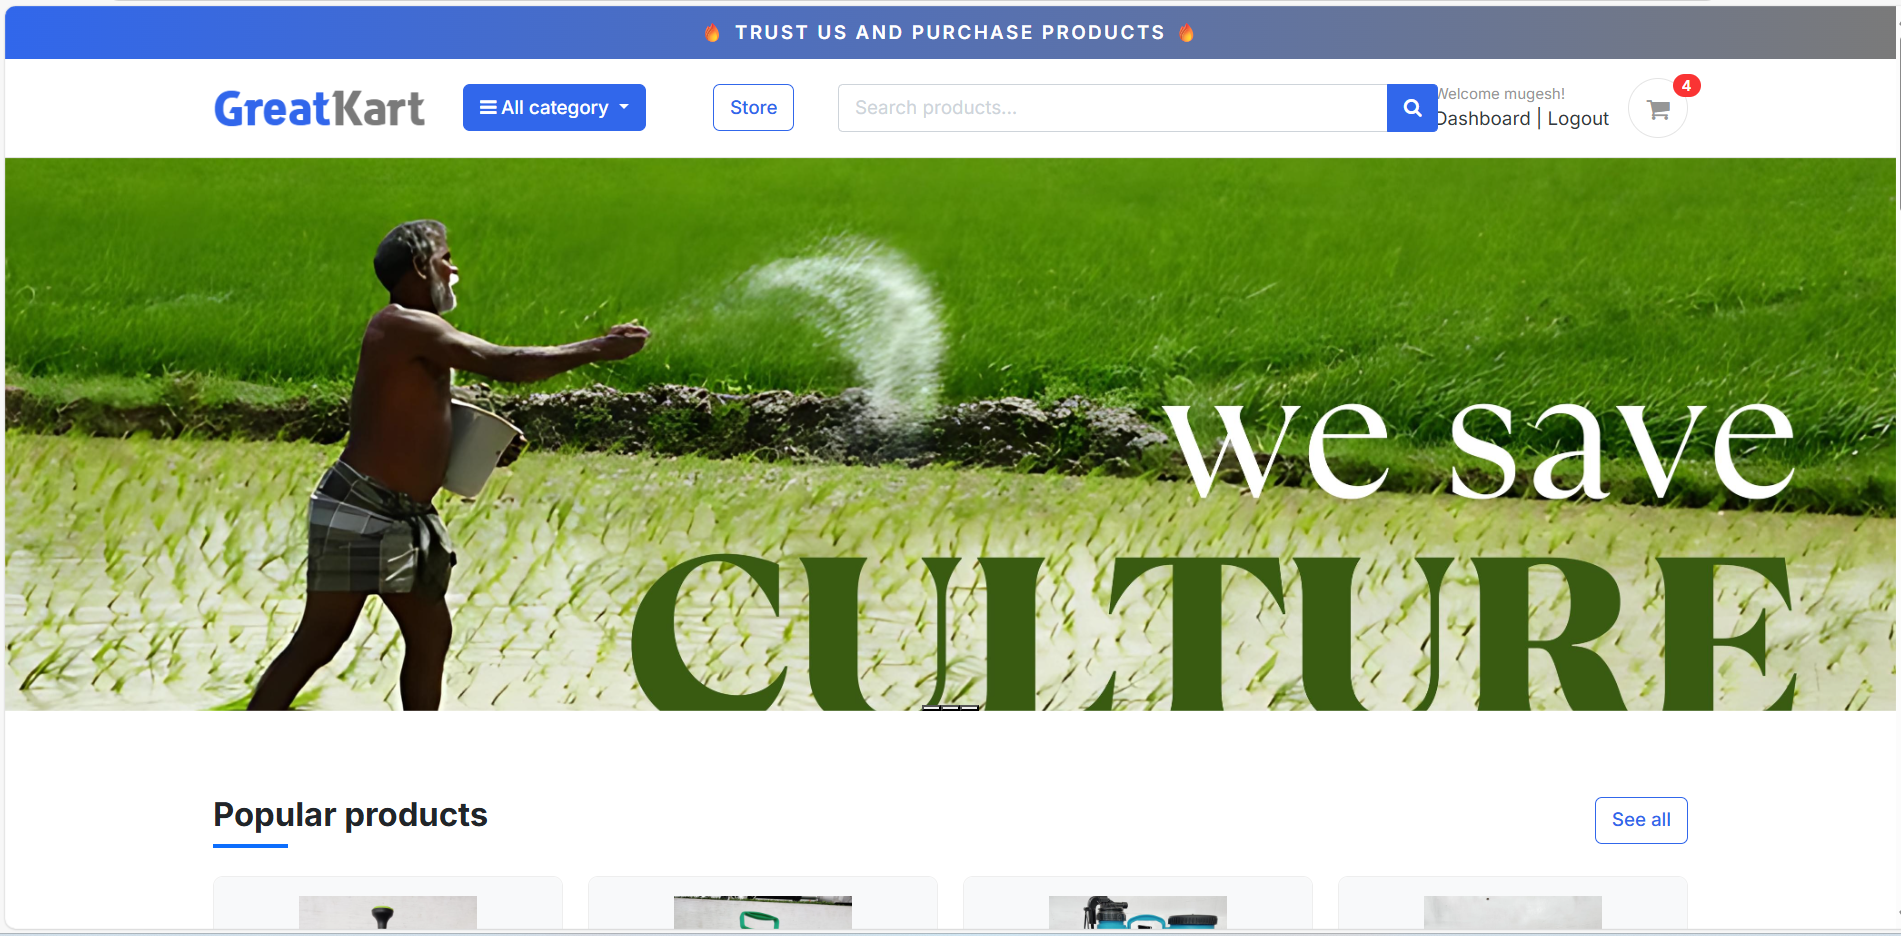 🔥 TRUST US AND PURCHASE PRODUCTS 🔥
GreatKart
All category
Store
Search products...
Welcome mugesh!
Dashboard | Logout
4
we save
CULTURE
Popular products
See all